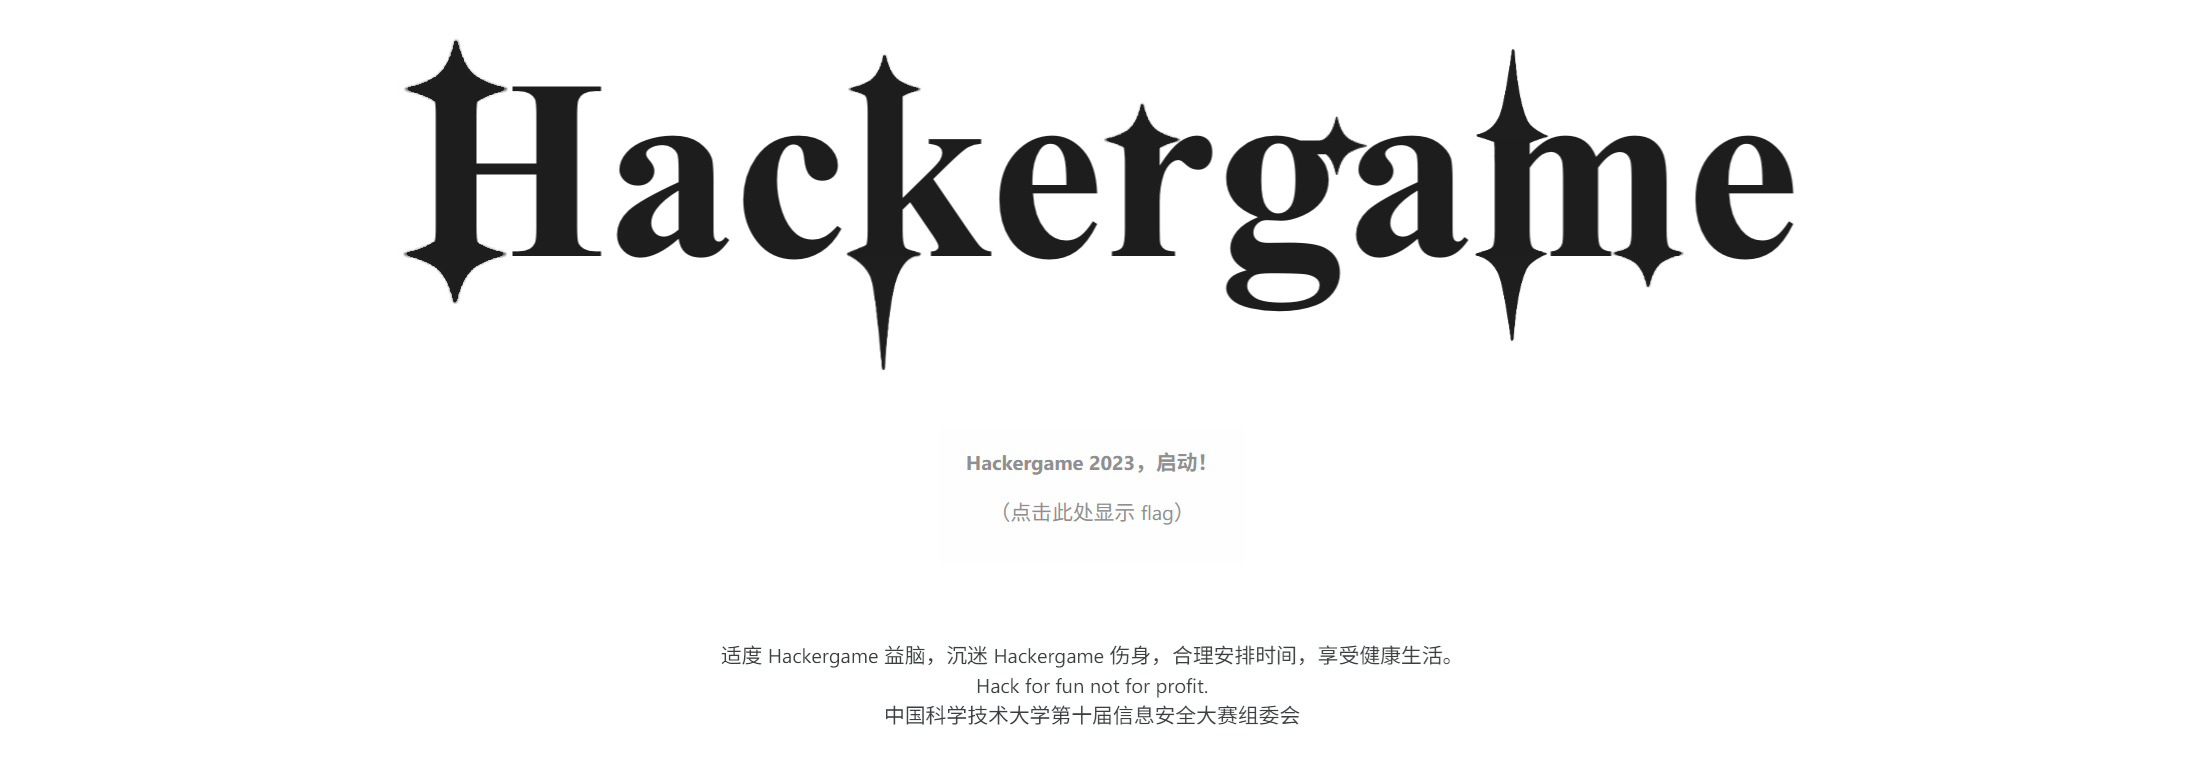 Hackergame
Hackergame 2023，启动！
（点击此处显示 flag）
适度 Hackergame 益脑，沉迷 Hackergame 伤身，合理安排时间，享受健康生活。
Hack for fun not for profit.
中国科学技术大学第十届信息安全大赛组委会